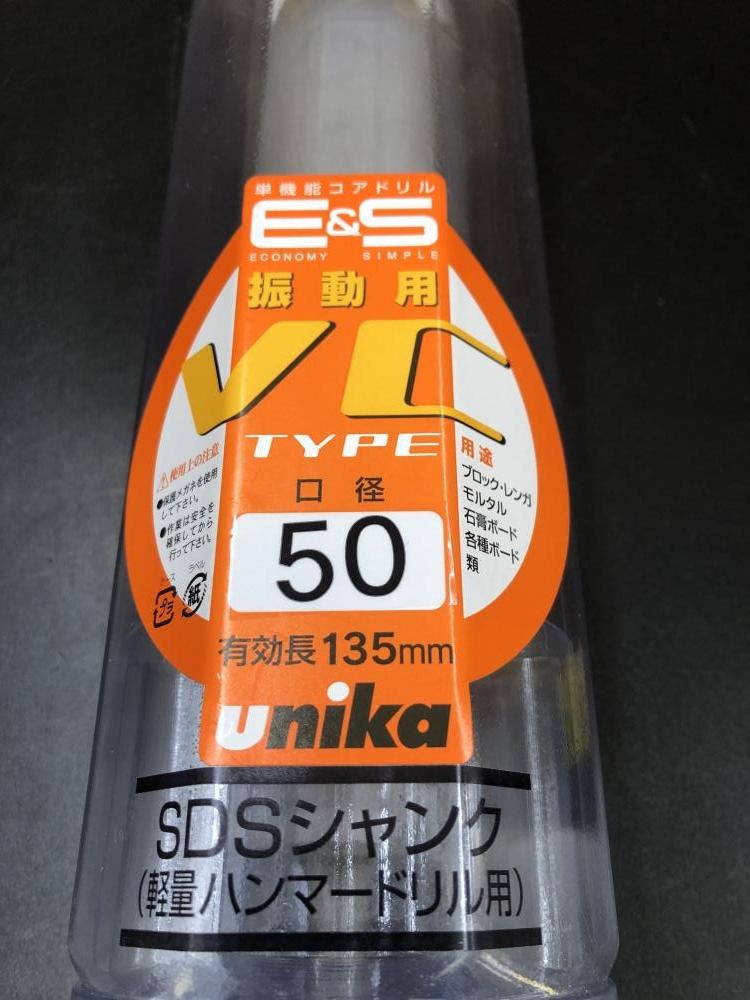 単機能コアドリル
E&S
ECONOMY SIMPLE
振動用
VC
TYPE
口径
50
有効長135mm
unika
⚠使用上の注意
●保護メガネを使用
して下さい。
●作業は安全を
確保してから
行って下さい。
ケース
プラ
ラベル
紙
用途
ブロック・レンガ
モルタル
石膏ボード
各種ボード
類
SDSシャンク
(軽量ハンマードリル用)